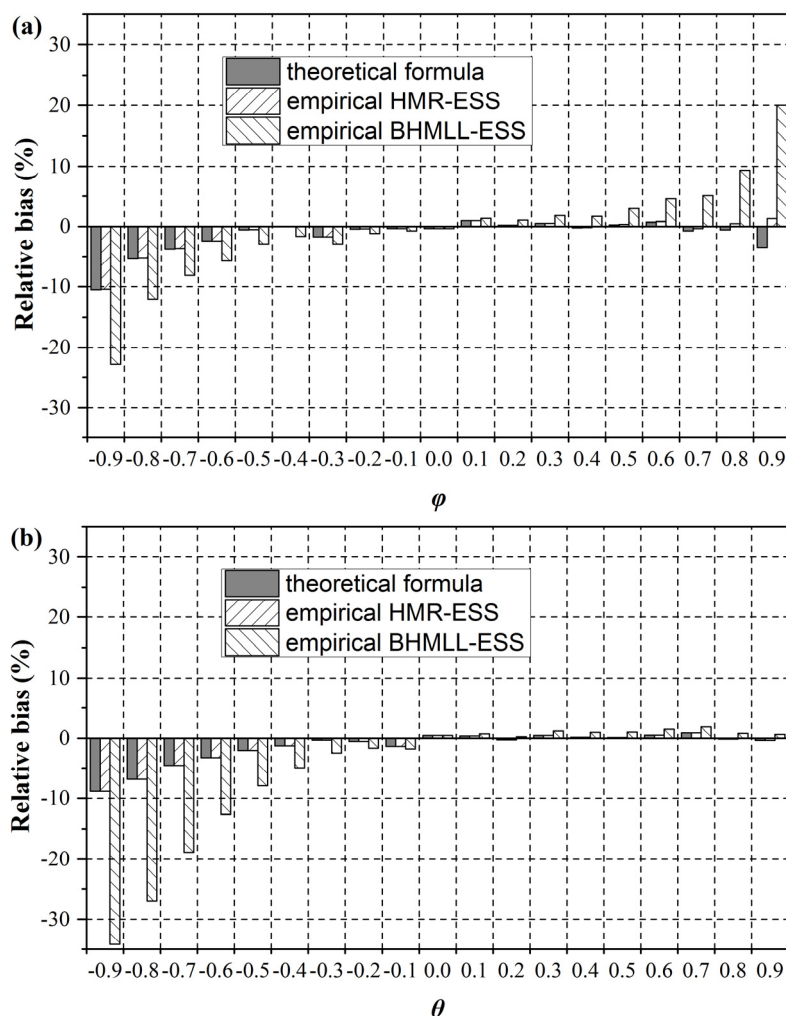 (a)
30
20
10
0
-10
-20
-30
Relative bias (%)
theoretical formula
empirical HMR-ESS
empirical BHMLL-ESS
-0.9 -0.8 -0.7 -0.6 -0.5 -0.4 -0.3 -0.2 -0.1 0.0 0.1 0.2 0.3 0.4 0.5 0.6 0.7 0.8 0.9
φ
(b)
30
20
10
0
-10
-20
-30
Relative bias (%)
theoretical formula
empirical HMR-ESS
empirical BHMLL-ESS
-0.9 -0.8 -0.7 -0.6 -0.5 -0.4 -0.3 -0.2 -0.1 0.0 0.1 0.2 0.3 0.4 0.5 0.6 0.7 0.8 0.9
θ